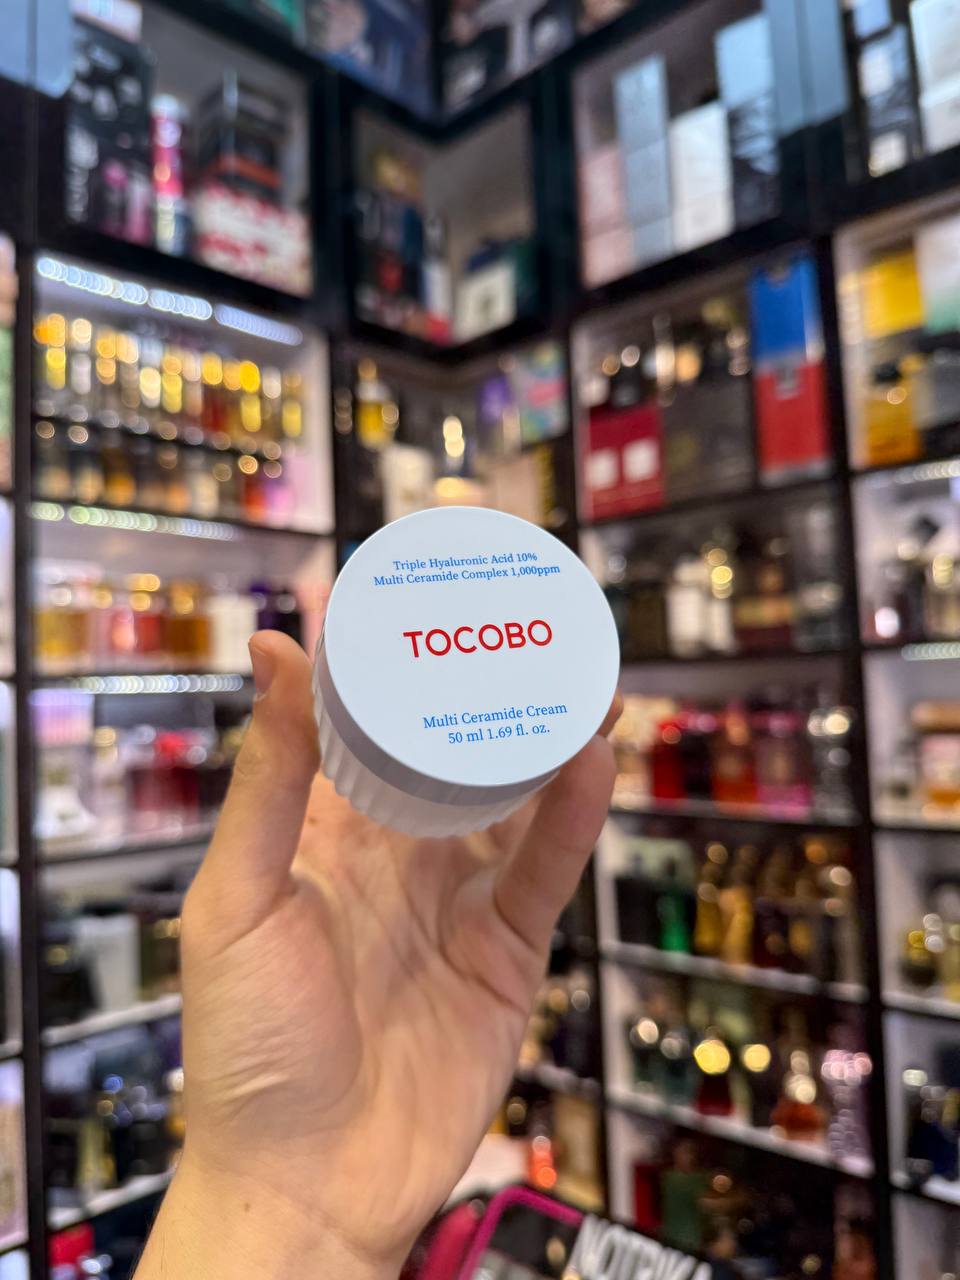 Triple Hyaluronic Acid 10%
Multi Ceramide Complex 1,000ppm
TOCOBO
Multi Ceramide Cream
50 ml 1.69 fl. oz.